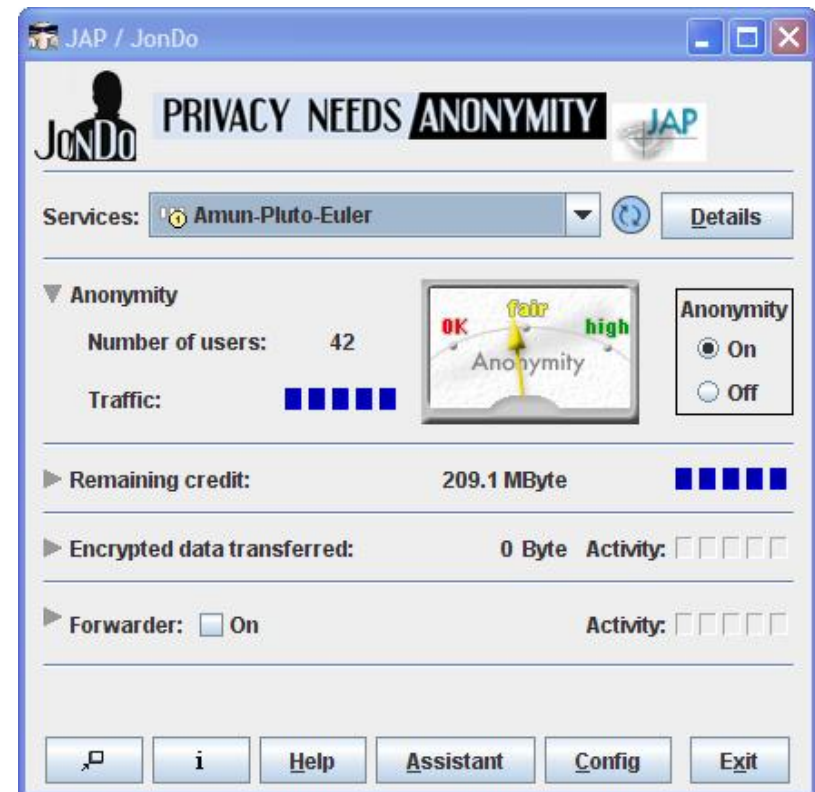 JAP / JonDo
JONDO PRIVACY NEEDS ANONYMITY JAP
Services: Amun-Pluto-Euler Details
Anonymity
Number of users: 42
Traffic:
OK fair high
Anonymity
Anonymity
On
Off
Remaining credit: 209.1 MByte
Encrypted data transferred: 0 Byte Activity:
Forwarder: On Activity:
i Help Assistant Config Exit